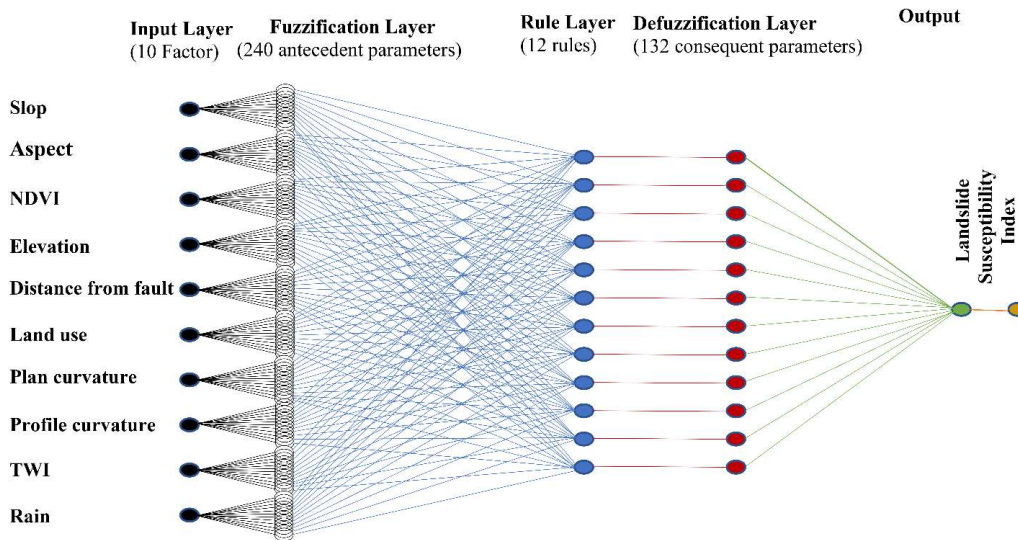 Input Layer
(10 Factor)
Fuzzification Layer
(240 antecedent parameters)
Rule Layer
(12 rules)
Defuzzification Layer
(132 consequent parameters)
Output
Slop
Aspect
NDVI
Elevation
Distance from fault
Land use
Plan curvature
Profile curvature
TWI
Rain
Landslide
Susceptibility
Index